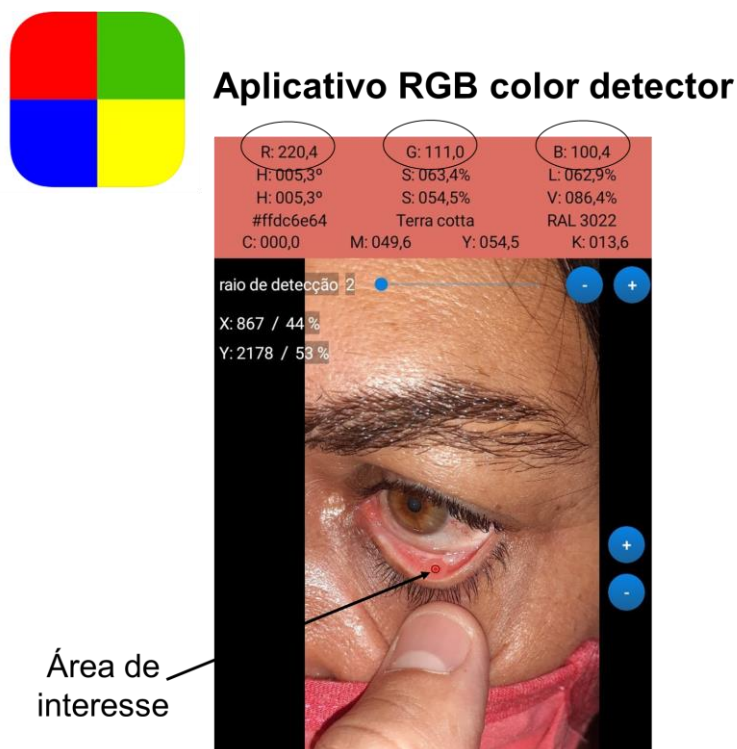 Aplicativo RGB color detector
R: 220,4 G: 111,0 B: 100,4
H: 005,3º S: 063,4% L: 062,9%
H: 005,3º S: 054,5% V: 086,4%
#ffdc6e64 Terra cotta RAL 3022
C: 000,0 M: 049,6 Y: 054,5 K: 013,6
raio de detecção 2
- +
X: 867 / 44 %
Y: 2178 / 53 %
+
-
Área de
interesse